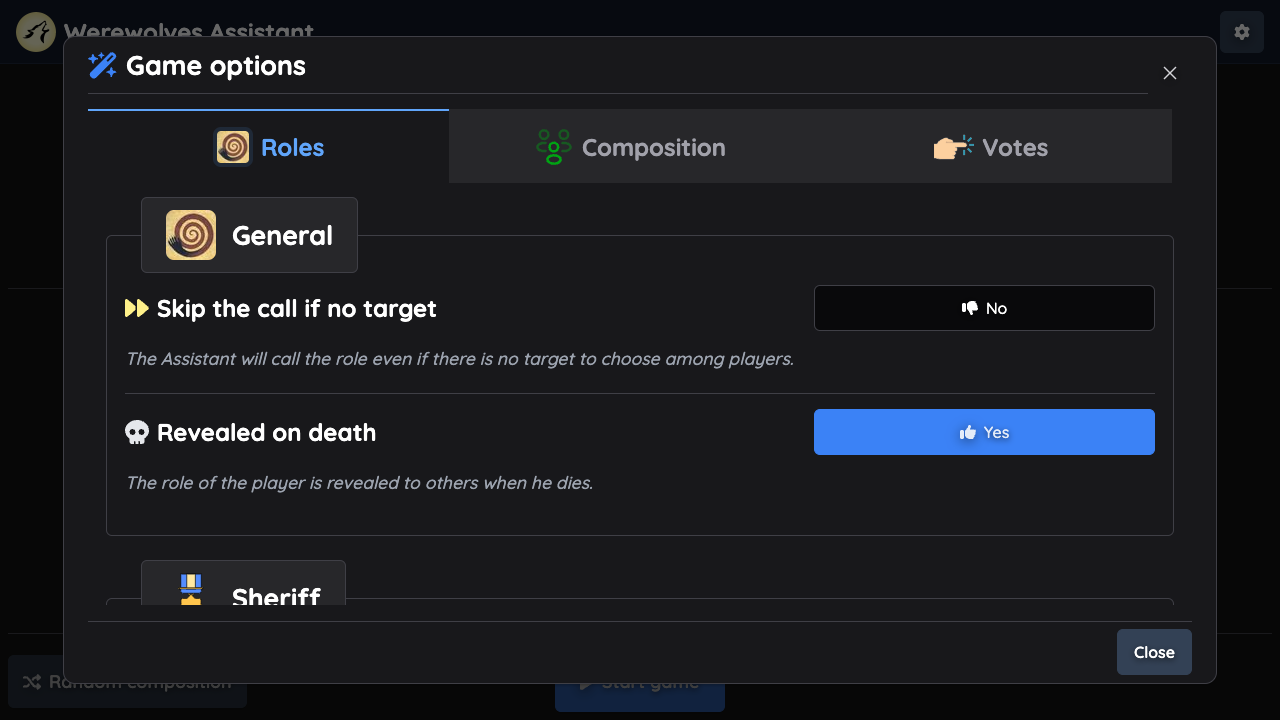 Werewolves Assistant
Game options
Roles
Composition
Votes
General
Skip the call if no target
No
The Assistant will call the role even if there is no target to choose among players.
Revealed on death
Yes
The role of the player is revealed to others when he dies.
Sheriff
Close
Random composition
Start game